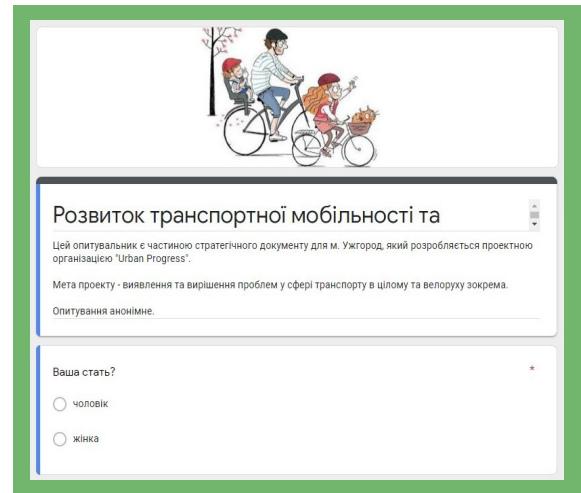 Розвиток транспортної мобільності та
Цей опитувальник є частиною стратегічного документу для м. Ужгород, який розробляється проектною
організацією "Urban Progress".
Мета проекту - виявлення та вирішення проблем у сфері транспорту в цілому та велоруху зокрема.
Опитування анонімне.
Ваша стать? *
чоловік
жінка